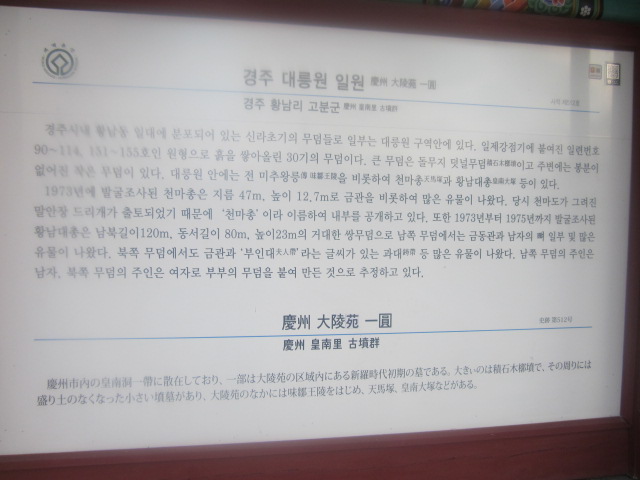 경주 대릉원 일원 慶州 大陵苑 一圓
사적 제512호
경주 황남리 고분군 慶州 皇南里 古墳群
경주시내 황남동 일대에 분포되어 있는 신라초기의 무덤들로 일부는 대릉원 구역안에 있다. 일제강점기에 붙여진 일련번호
90~114, 151~155호인 원형으로 흙을 쌓아올린 30기의 무덤이다. 큰 무덤은 돌무지 덧널무덤積石木槨墳이고 주변에는 봉분이
없어진 작은 무덤이 있다. 대릉원 안에는 전 미추왕릉傳 味鄒王陵을 비롯하여 천마총天馬塚과 황남대총皇南大塚 등이 있다.
1973년에 발굴조사된 천마총은 지름 47m, 높이 12.7m로 금관을 비롯하여 많은 유물이 나왔다. 당시 천마도가 그려진
말안장 드리개가 출토되었기 때문에 '천마총'이라 이름하여 내부를 공개하고 있다. 또한 1973년부터 1975년까지 발굴조사된
황남대총은 남북길이120m, 동서길이 80m, 높이23m의 거대한 쌍무덤으로 남쪽 무덤에서는 금동관과 남자의 뼈 일부 및 많은
유물이 나왔다. 북쪽 무덤에서도 금관과 '부인대夫人帶'라는 글씨가 있는 과대銙帶 등 많은 유물이 나왔다. 남쪽 무덤의 주인은
남자, 북쪽 무덤의 주인은 여자로 부부의 무덤을 붙여 만든 것으로 추정하고 있다.
慶州 大陵苑 一圓
史蹟 第512号
慶州 皇南里 古墳群
慶州市内の皇南洞一帯に散在しており、一部は大陵苑の区域内にある新羅時代初期の墓である。大きいのは積石木槨墳で、その周りには
盛り土のなくなった小さい墳墓があり、大陵苑のなかには味鄒王陵をはじめ、天馬塚、皇南大塚などがある。